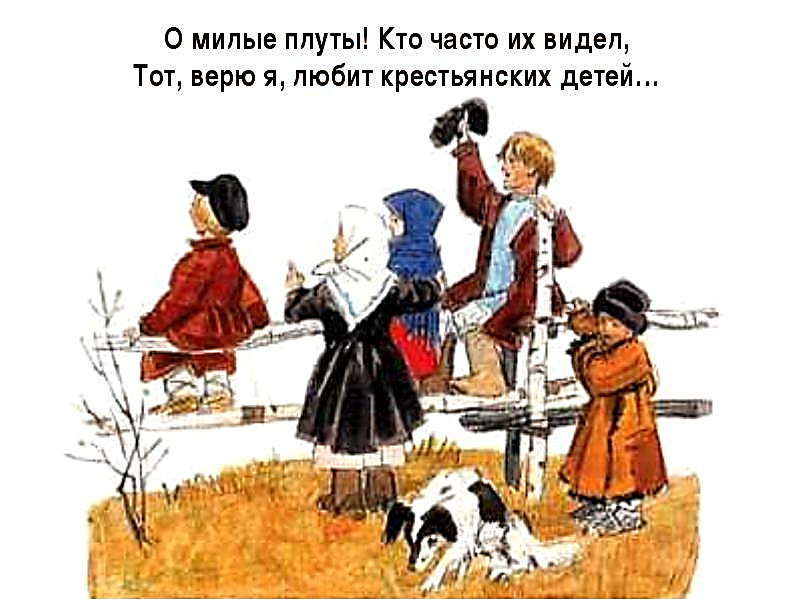 О милые плуты! Кто часто их видел,
Тот, верю я, любит крестьянских детей...